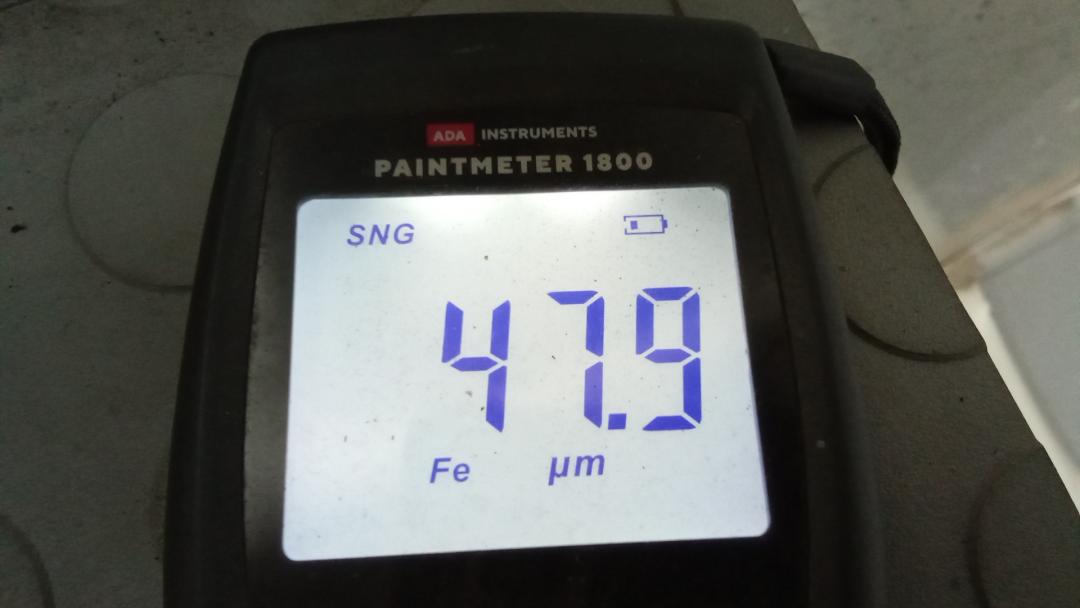 ADA INSTRUMENTS
PAINTMETER 1800
SNG
47.9
Fe µm